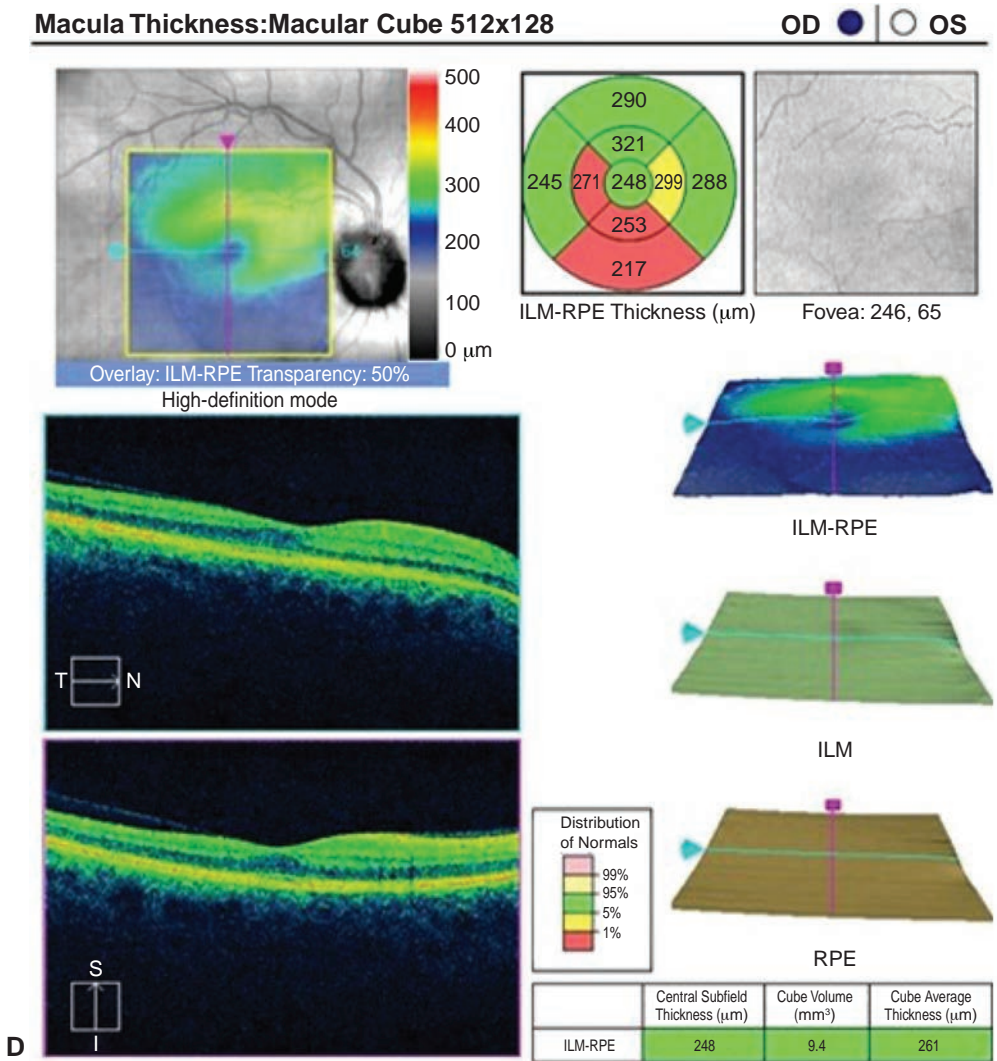 Macula Thickness:Macular Cube 512x128 OD OS
500
400
300
200
100
0 μm
64
Overlay: ILM-RPE Transparency: 50%
High-definition mode
290
321
245 271 248 299 288
253
217
ILM-RPE Thickness (μm)
Fovea: 246, 65
ILM-RPE
T N
ILM
Distribution
of Normals
99%
95%
5%
1%
RPE
S
I
D
Central Subfield
Thickness (μm)
Cube Volume
(mm³)
Cube Average
Thickness (μm)
ILM-RPE 248 9.4 261